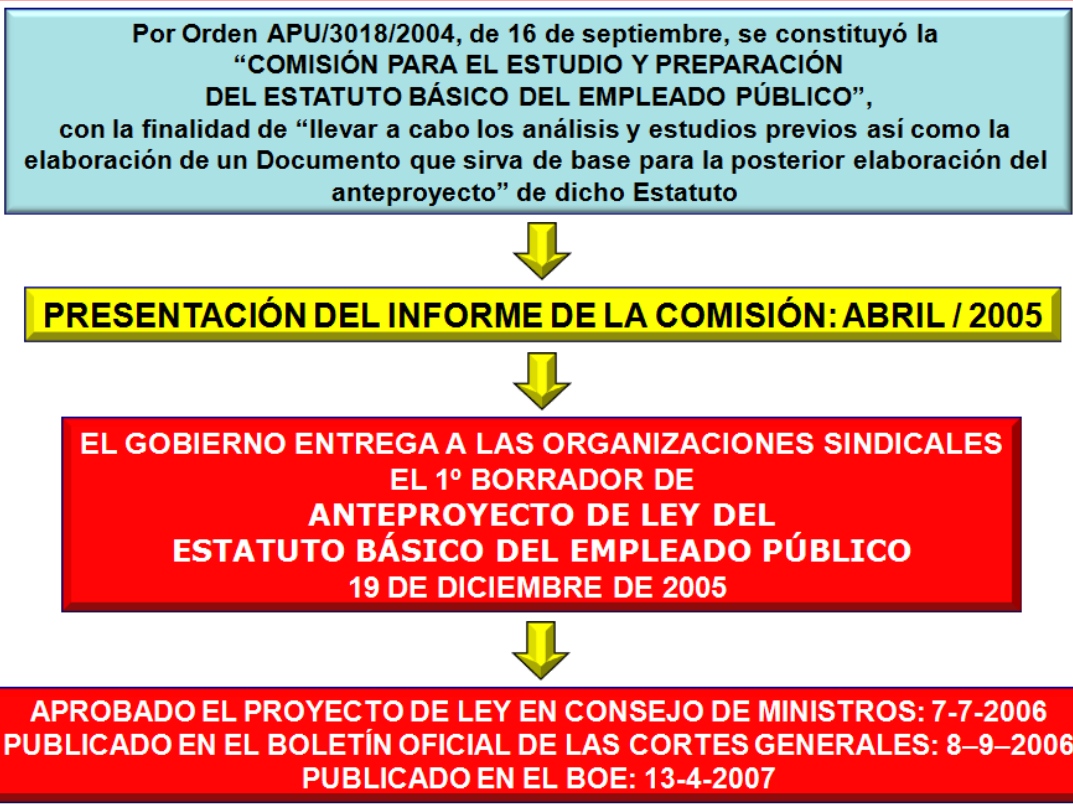 Por Orden APU/3018/2004, de 16 de septiembre, se constituyó la
“COMISIÓN PARA EL ESTUDIO Y PREPARACIÓN
DEL ESTATUTO BÁSICO DEL EMPLEADO PÚBLICO”,
con la finalidad de “llevar a cabo los análisis y estudios previos así como la
elaboración de un Documento que sirva de base para la posterior elaboración del
anteproyecto” de dicho Estatuto
PRESENTACIÓN DEL INFORME DE LA COMISIÓN: ABRIL / 2005
EL GOBIERNO ENTREGA A LAS ORGANIZACIONES SINDICALES
EL 1º BORRADOR DE
ANTEPROYECTO DE LEY DEL
ESTATUTO BÁSICO DEL EMPLEADO PÚBLICO
19 DE DICIEMBRE DE 2005
APROBADO EL PROYECTO DE LEY EN CONSEJO DE MINISTROS: 7-7-2006
PUBLICADO EN EL BOLETÍN OFICIAL DE LAS CORTES GENERALES: 8–9–2006
PUBLICADO EN EL BOE: 13-4-2007